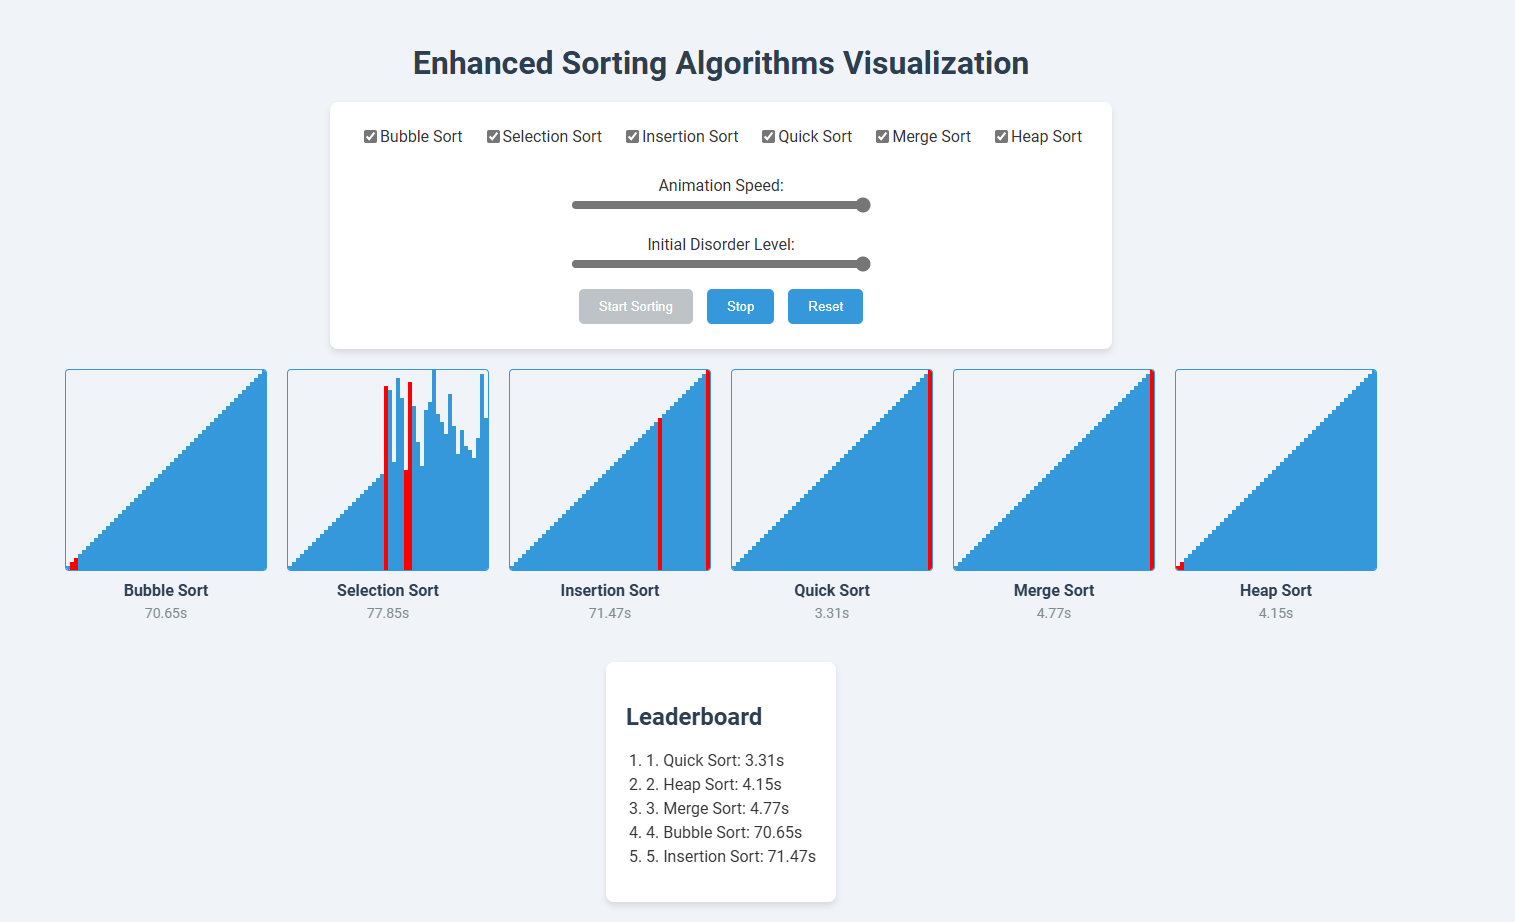 Enhanced Sorting Algorithms Visualization
Bubble Sort Selection Sort Insertion Sort Quick Sort Merge Sort Heap Sort
Animation Speed:
Initial Disorder Level:
Start Sorting Stop Reset
Bubble Sort Selection Sort Insertion Sort Quick Sort Merge Sort Heap Sort
70.65s 77.85s 71.47s 3.31s 4.77s 4.15s
Leaderboard
1. 1. Quick Sort: 3.31s
2. 2. Heap Sort: 4.15s
3. 3. Merge Sort: 4.77s
4. 4. Bubble Sort: 70.65s
5. 5. Insertion Sort: 71.47s